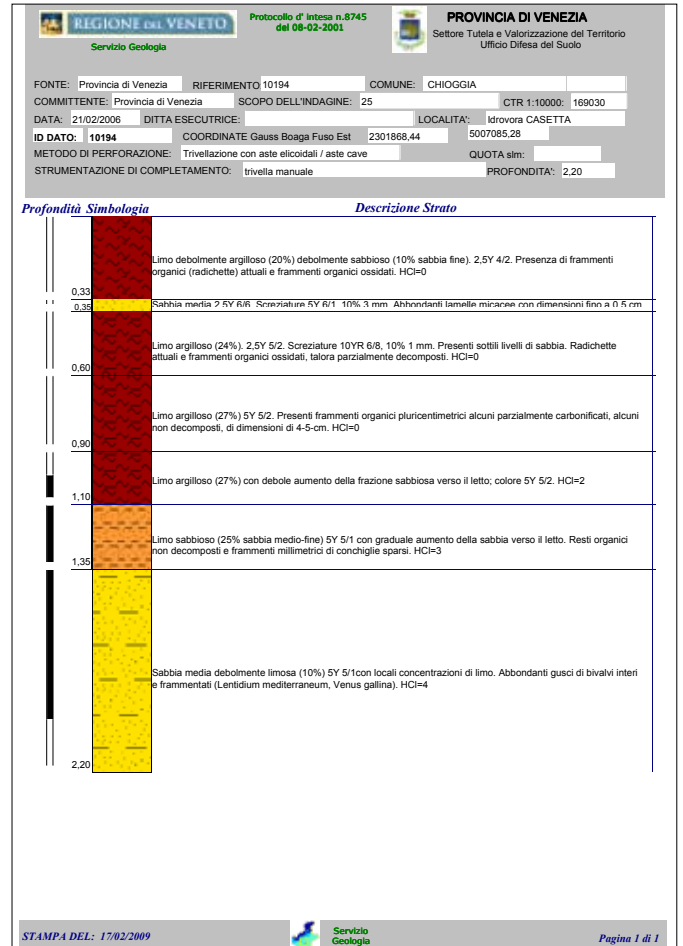 REGIONE DEL VENETO
Servizio Geologia
Protocollo d' intesa n.8745
del 08-02-2001
PROVINCIA DI VENEZIA
Settore Tutela e Valorizzazione del Territorio
Ufficio Difesa del Suolo
FONTE: Provincia di Venezia RIFERIMENTO 10194 COMUNE: CHIOGGIA
COMMITTENTE: Provincia di Venezia SCOPO DELL'INDAGINE: 25 CTR 1:10000: 169030
DATA: 21/02/2006 DITTA ESECUTRICE: LOCALITA': Idrovora CASETTA
ID DATO: 10194 COORDINATE Gauss Boaga Fuso Est 2301868,44 5007085,28
METODO DI PERFORAZIONE: Trivellazione con aste elicoidali / aste cave QUOTA slm:
STRUMENTAZIONE DI COMPLETAMENTO: trivella manuale PROFONDITA': 2,20
Profondità Simbologia Descrizione Strato
Limo debolmente argilloso (20%) debolmente sabbioso (10% sabbia fine). 2,5Y 4/2. Presenza di frammenti
organici (radichette) attuali e frammenti organici ossidati. HCl=0
0,33
Sabbia media 2,5Y 6/6. Screziature 5Y 6/1, 10% 3 mm. Abbondanti lamelle micacee con dimensioni fino a 0,5 cm
0,35
Limo argilloso (24%). 2,5Y 5/2. Screziature 10YR 6/8, 10% 1 mm. Presenti sottili livelli di sabbia. Radichette
attuali e frammenti organici ossidati, talora parzialmente decomposti. HCl=0
0,60
Limo argilloso (27%) 5Y 5/2. Presenti frammenti organici pluricentimetrici alcuni parzialmente carbonificati, alcuni
non decomposti, di dimensioni di 4-5-cm. HCl=0
0,90
Limo argilloso (27%) con debole aumento della frazione sabbiosa verso il letto; colore 5Y 5/2. HCl=2
1,10
Limo sabbioso (25% sabbia medio-fine) 5Y 5/1 con graduale aumento della sabbia verso il letto. Resti organici
non decomposti e frammenti millimetrici di conchiglie sparsi. HCl=3
1,35
Sabbia media debolmente limosa (10%) 5Y 5/1con locali concentrazioni di limo. Abbondanti gusci di bivalvi interi
e frammentati (Lentidium mediterraneum, Venus gallina). HCl=4
2,20
STAMPA DEL: 17/02/2009
Servizio
Geologia
Pagina 1 di 1